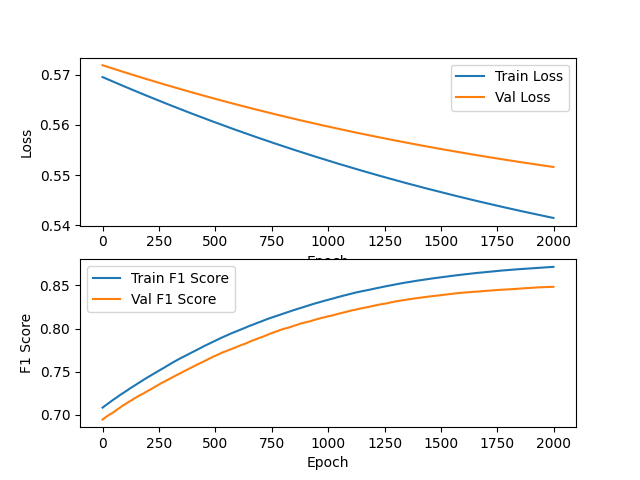 0.57
0.56
0.55
0.54
Loss
Train Loss
Val Loss
0 250 500 750 1000 1250 1500 1750 2000
Epoch
0.85
0.80
0.75
0.70
F1 Score
Train F1 Score
Val F1 Score
0 250 500 750 1000 1250 1500 1750 2000
Epoch